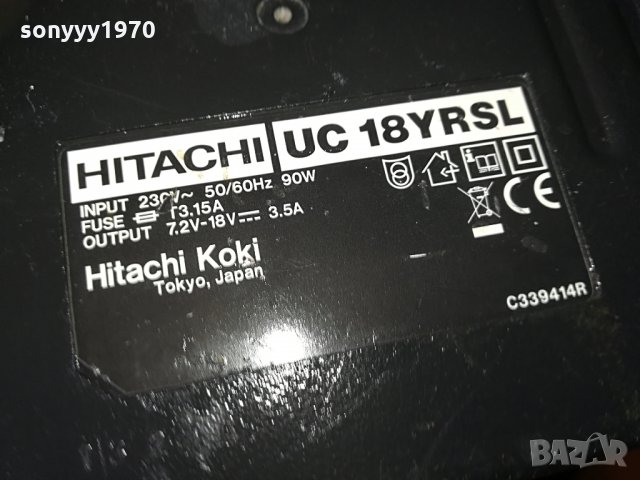 sonyyy1970
HITACHI UC 18YRSL
INPUT 230V~ 50/60Hz 90W
FUSE T3.15A
OUTPUT 7.2V-18V⎓ 3.5A
Hitachi Koki
Tokyo, Japan
CE
C339414R
BAZAR